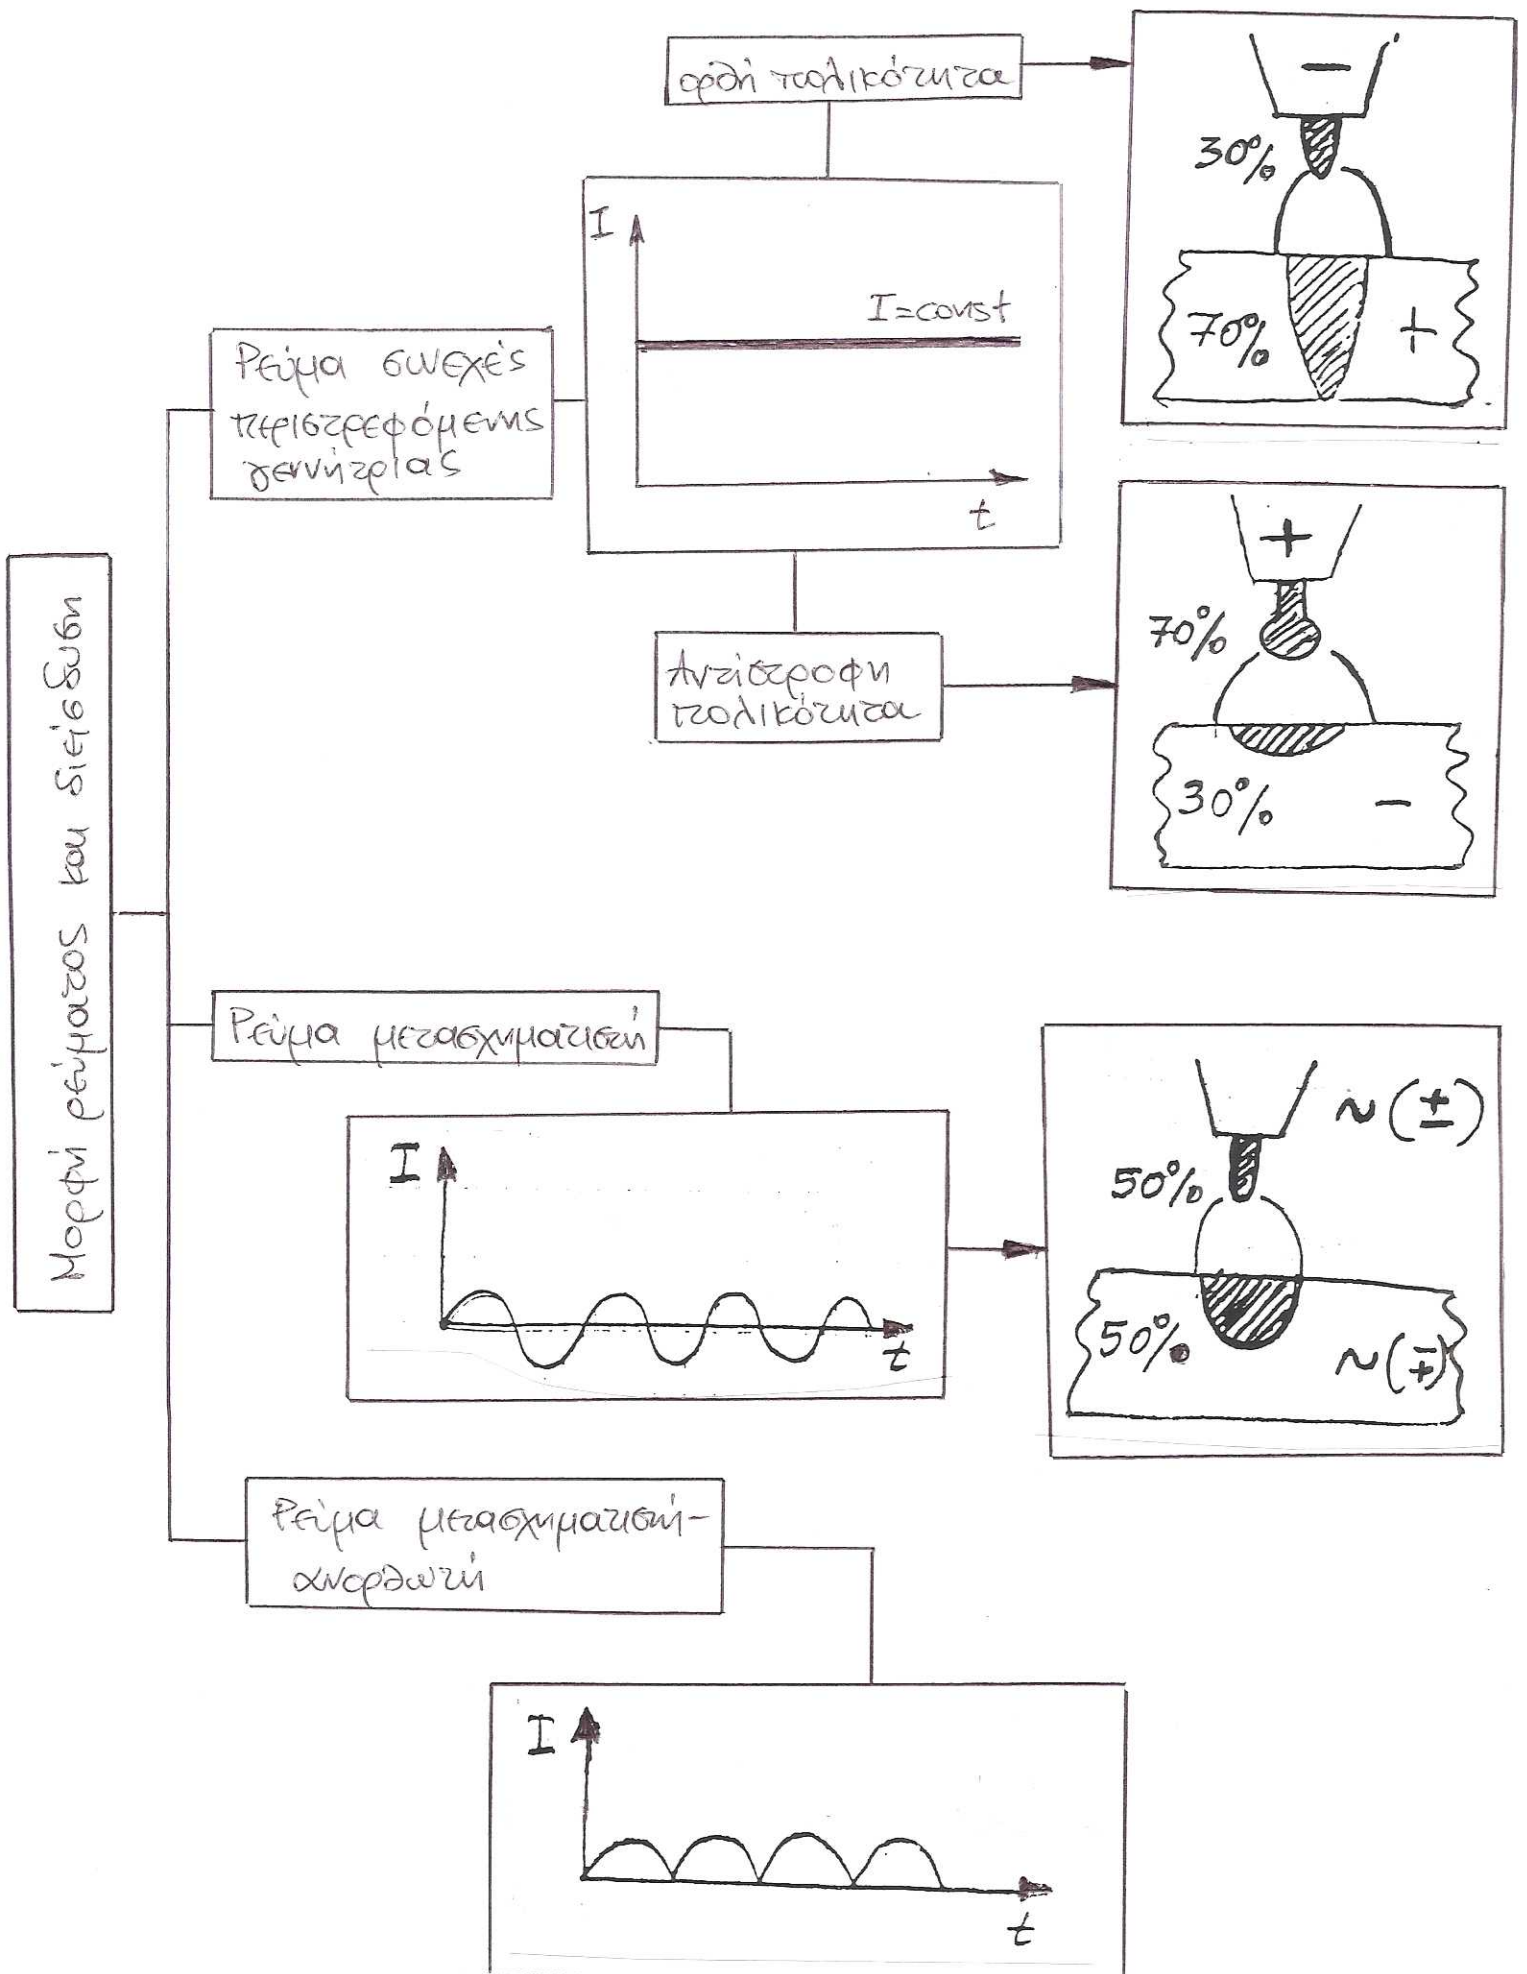 Μορφή ρεύματος και διείσδυση
ορθή πολικότητα
−
30%
70%
+
I
I=const
t
Ρεύμα συνεχές
περιστρεφόμενης
γεννήτριας
Αντίστροφη
πολικότητα
+
70%
30%
−
Ρεύμα μετασχηματιστή
I
t
~(±)
50%
50%
~(∓)
Ρεύμα μετασχηματιστή-
ανορθωτή
I
t